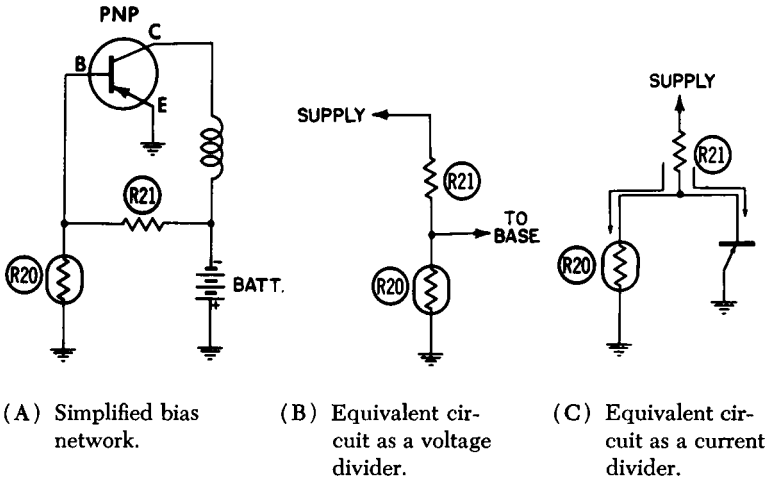 PNP
C
B
E
R21
R20
- BATT.
+
SUPPLY
R21
TO
BASE
R20
SUPPLY
R21
R20
(A) Simplified bias
network.
(B) Equivalent cir-
cuit as a voltage
divider.
(C) Equivalent cir-
cuit as a current
divider.